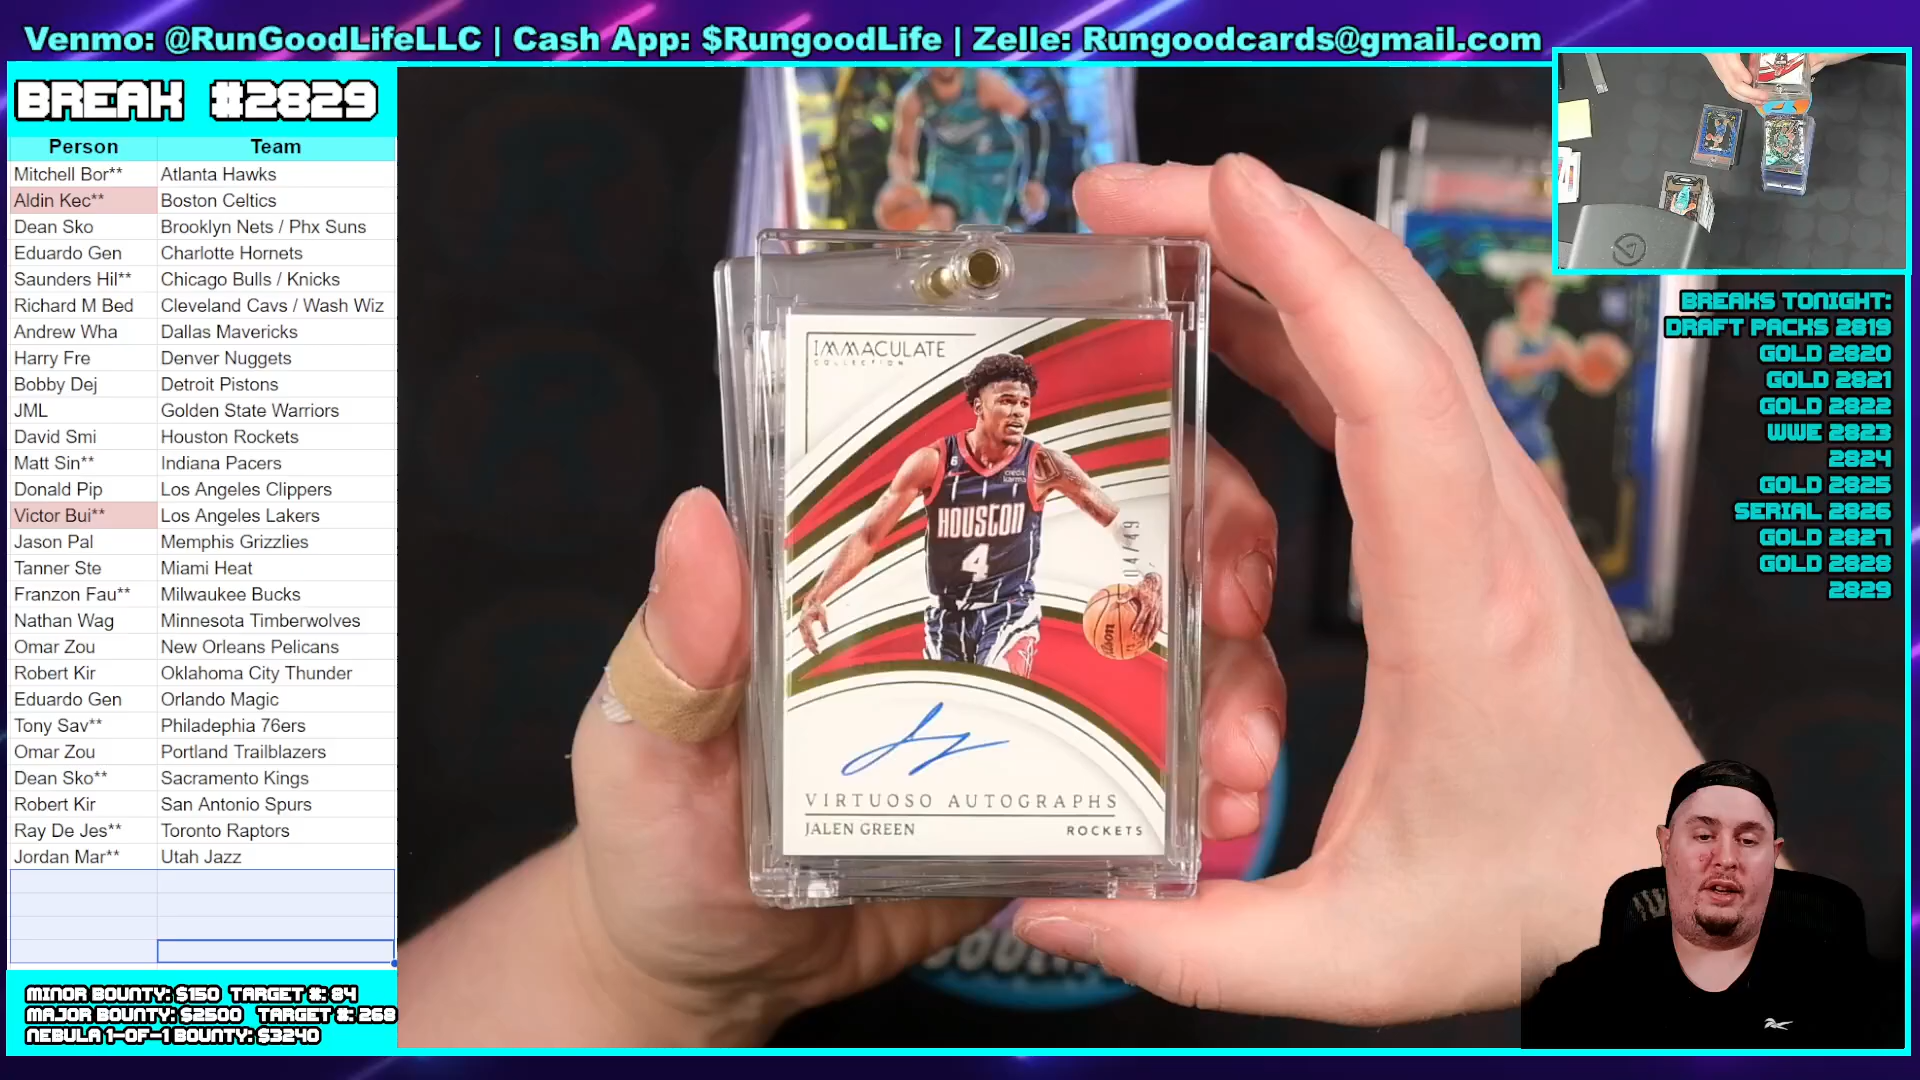 Venmo: @RunGoodLifeLLC | Cash App: $RungoodLife | Zelle: Rungoodcards@gmail.com
BREAK #2829
Person Team
Mitchell Bor** Atlanta Hawks
Aldin Kec** Boston Celtics
Dean Sko Brooklyn Nets / Phx Suns
Eduardo Gen Charlotte Hornets
Saunders Hil** Chicago Bulls / Knicks
Richard M Bed Cleveland Cavs / Wash Wiz
Andrew Wha Dallas Mavericks
Harry Fre Denver Nuggets
Bobby Dej Detroit Pistons
JML Golden State Warriors
David Smi Houston Rockets
Matt Sin** Indiana Pacers
Donald Pip Los Angeles Clippers
Victor Bui** Los Angeles Lakers
Jason Pal Memphis Grizzlies
Tanner Ste Miami Heat
Franzon Fau** Milwaukee Bucks
Nathan Wag Minnesota Timberwolves
Omar Zou New Orleans Pelicans
Robert Kir Oklahoma City Thunder
Eduardo Gen Orlando Magic
Tony Sav** Philadephia 76ers
Omar Zou Portland Trailblazers
Dean Sko** Sacramento Kings
Robert Kir San Antonio Spurs
Ray De Jes** Toronto Raptors
Jordan Mar** Utah Jazz
MINOR BOUNTY: $150 TARGET #: 84
MAJOR BOUNTY: $2500 TARGET #: 268
NEBULA 1-OF-1 BOUNTY: $3240
IMMACULATE
COLLECTION
6
credit
karma
HOUSTON
4
04/49
Wilson
VIRTUOSO AUTOGRAPHS
JALEN GREEN ROCKETS
BREAKS TONIGHT:
DRAFT PACKS 2819
GOLD 2820
GOLD 2821
GOLD 2822
WWE 2823
2824
GOLD 2825
SERIAL 2826
GOLD 2827
GOLD 2828
2829